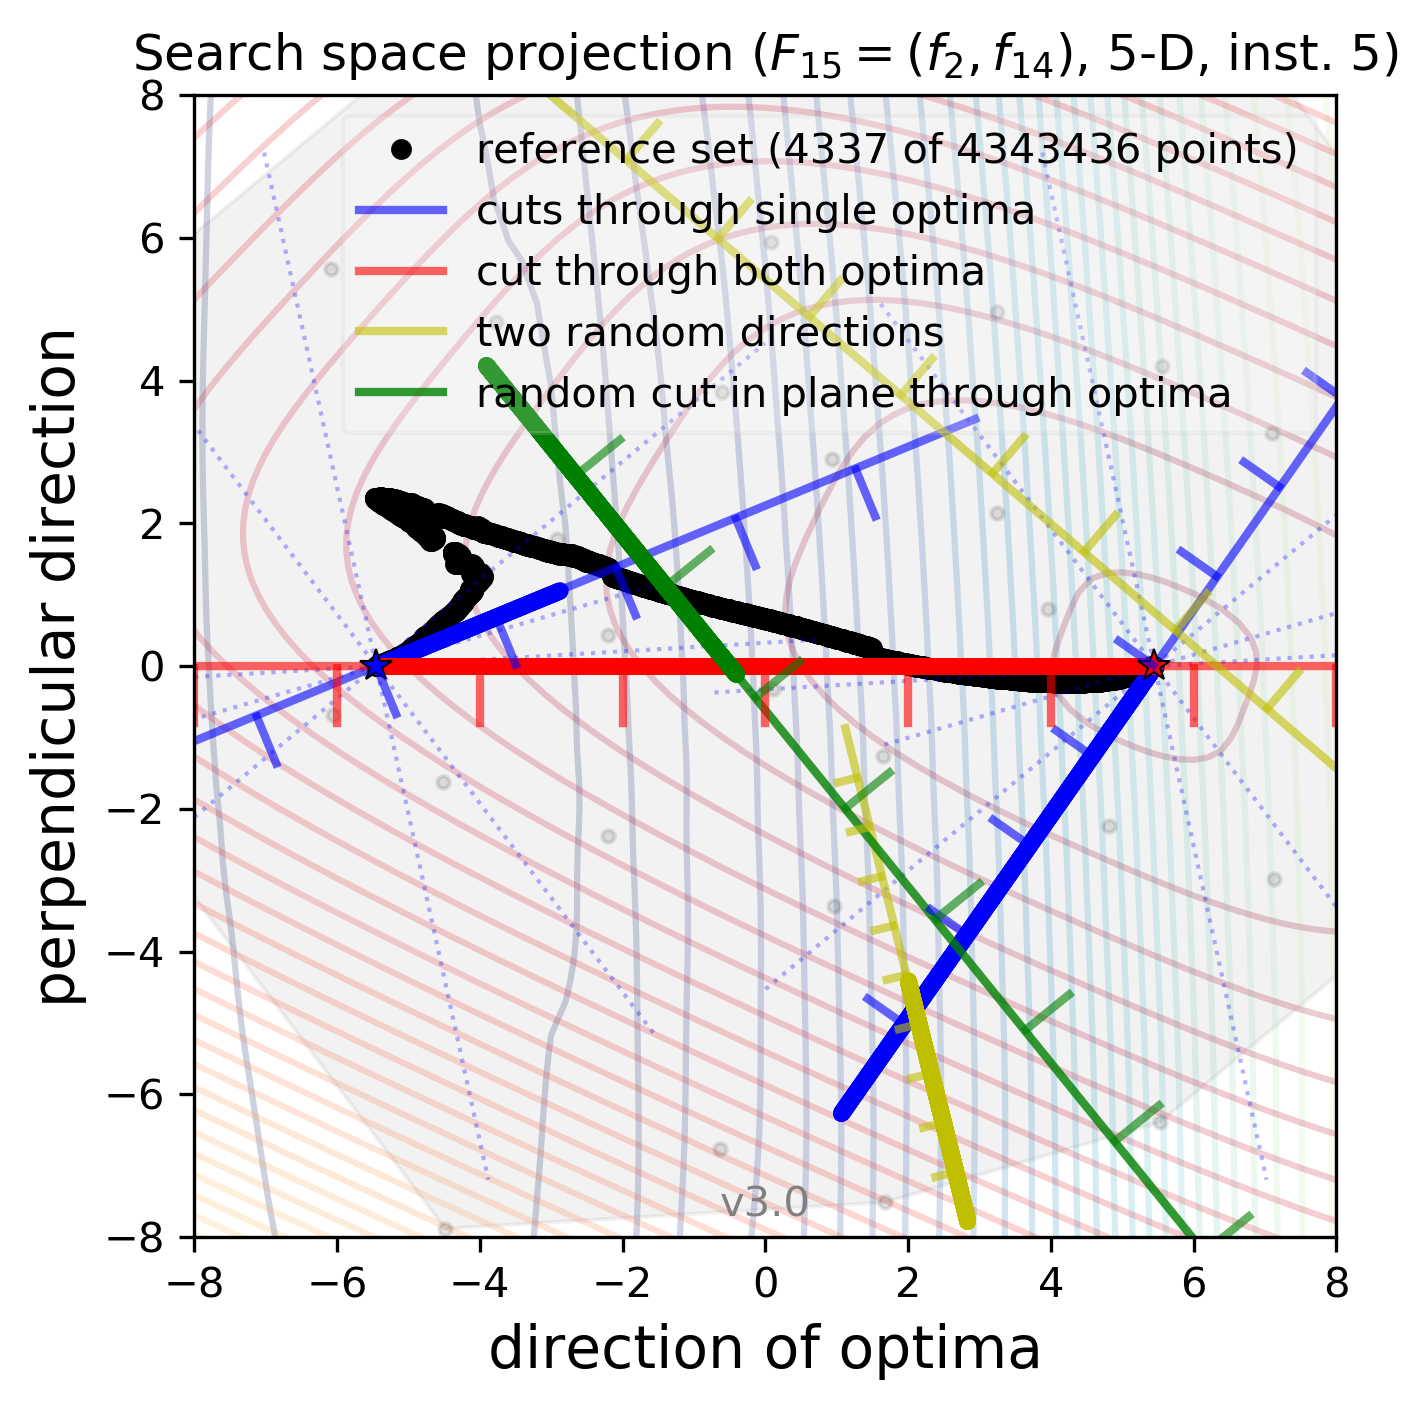 Search space projection (F15 = (f2, f14), 5-D, inst. 5)
reference set (4337 of 4343436 points)
cuts through single optima
cut through both optima
two random directions
random cut in plane through optima
perpendicular direction
8
6
4
2
0
−2
−4
−6
−8
v3.0
−8 −6 −4 −2 0 2 4 6 8
direction of optima